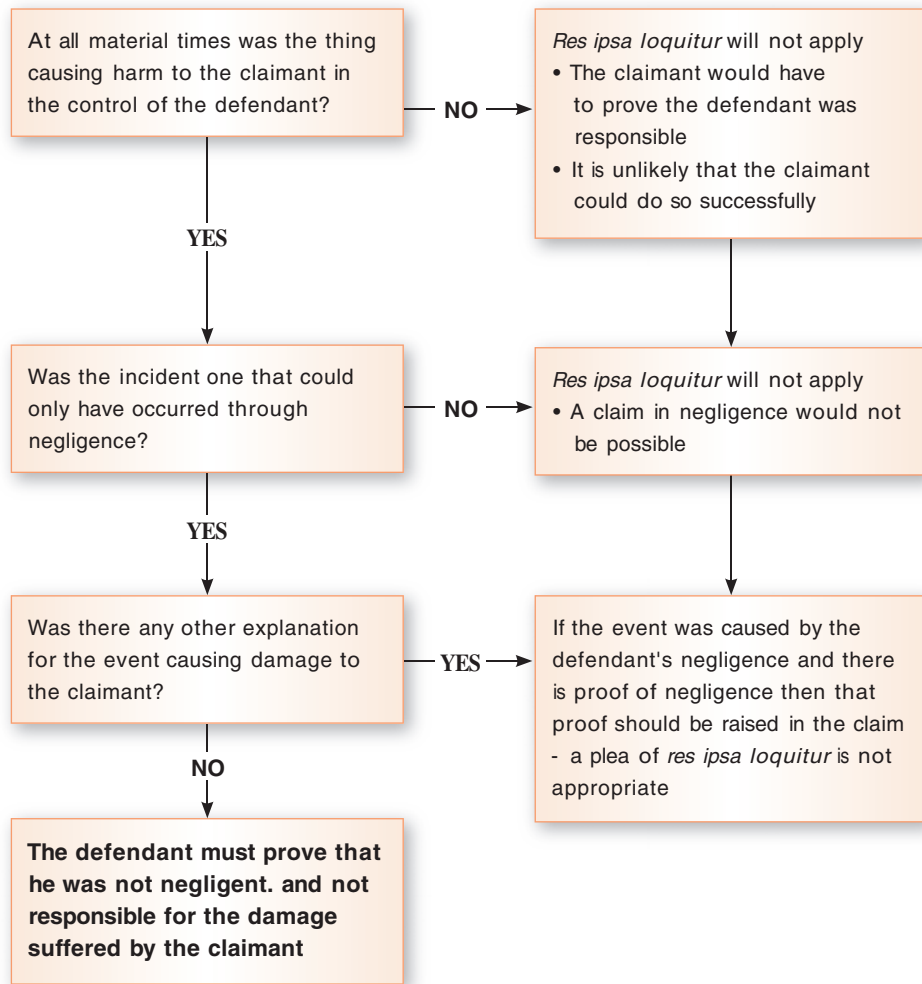 At all material times was the thing
causing harm to the claimant in
the control of the defendant?
NO
Res ipsa loquitur will not apply
• The claimant would have
to prove the defendant was
responsible
• It is unlikely that the claimant
could do so successfully
YES
Was the incident one that could
only have occurred through
negligence?
NO
Res ipsa loquitur will not apply
• A claim in negligence would not
be possible
YES
Was there any other explanation
for the event causing damage to
the claimant?
YES
If the event was caused by the
defendant's negligence and there
is proof of negligence then that
proof should be raised in the claim
- a plea of res ipsa loquitur is not
appropriate
NO
The defendant must prove that
he was not negligent. and not
responsible for the damage
suffered by the claimant